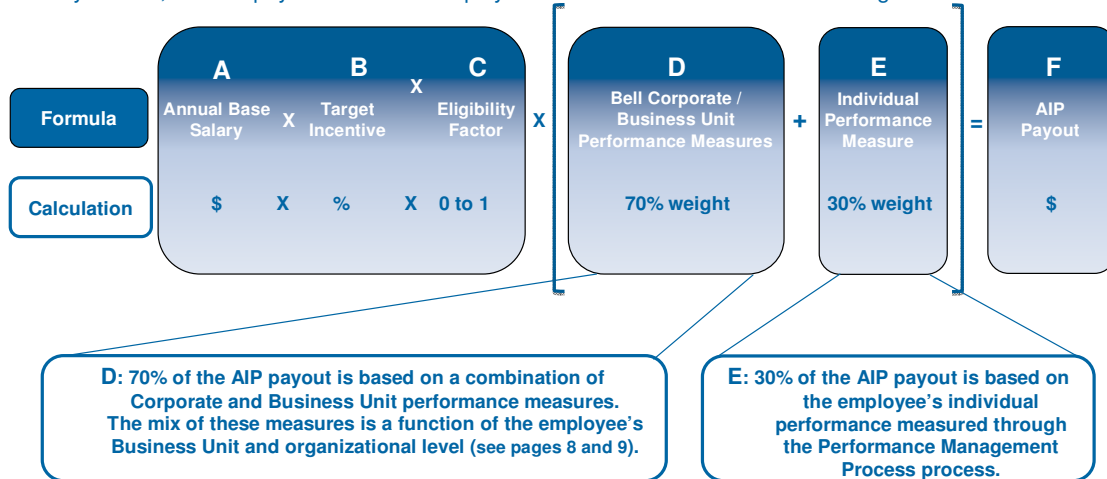 A B C D E F
X
Formula
Annual Base Salary X Target Incentive Eligibility Factor X
Bell Corporate / Business Unit Performance Measures + Individual Performance Measure = AIP Payout
Calculation
$ X % X 0 to 1 70% weight 30% weight $
D: 70% of the AIP payout is based on a combination of
Corporate and Business Unit performance measures.
The mix of these measures is a function of the employee's
Business Unit and organizational level (see pages 8 and 9).
E: 30% of the AIP payout is based on
the employee's individual
performance measured through
the Performance Management
Process process.